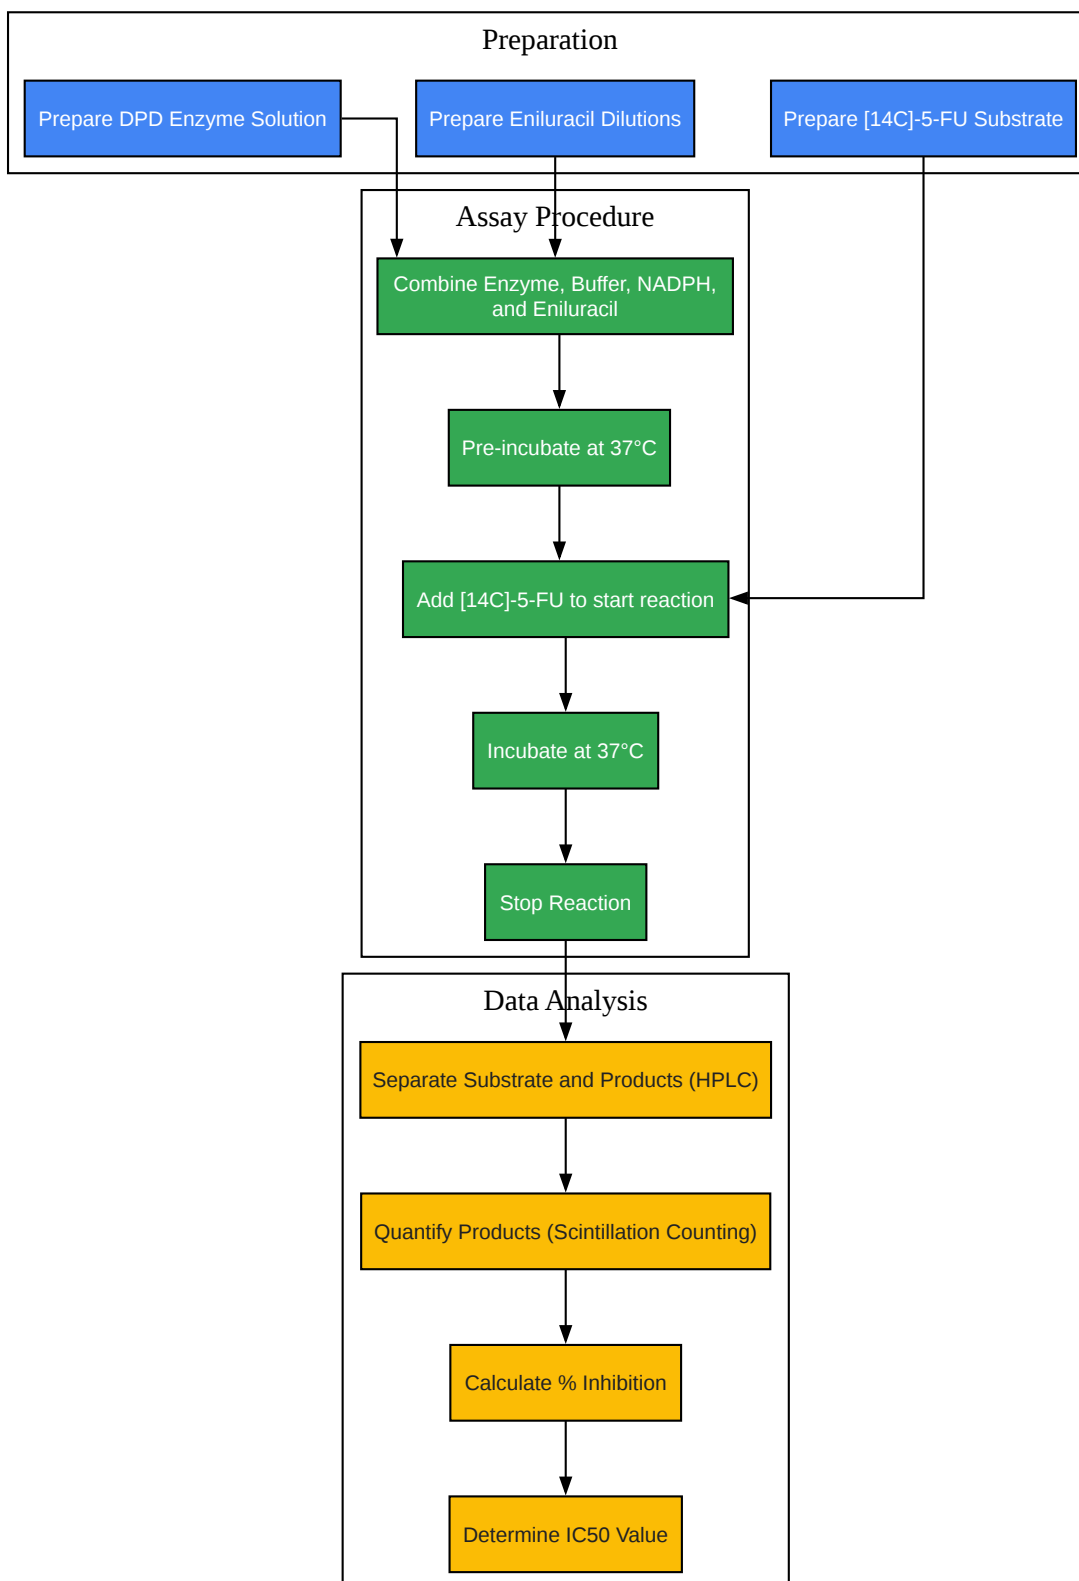 Preparation
Prepare DPD Enzyme Solution
Prepare Eniluracil Dilutions
Prepare [14C]-5-FU Substrate
Assay Procedure
Combine Enzyme, Buffer, NADPH,
and Eniluracil
Pre-incubate at 37°C
Add [14C]-5-FU to start reaction
Incubate at 37°C
Stop Reaction
Data Analysis
Separate Substrate and Products (HPLC)
Quantify Products (Scintillation Counting)
Calculate % Inhibition
Determine IC50 Value